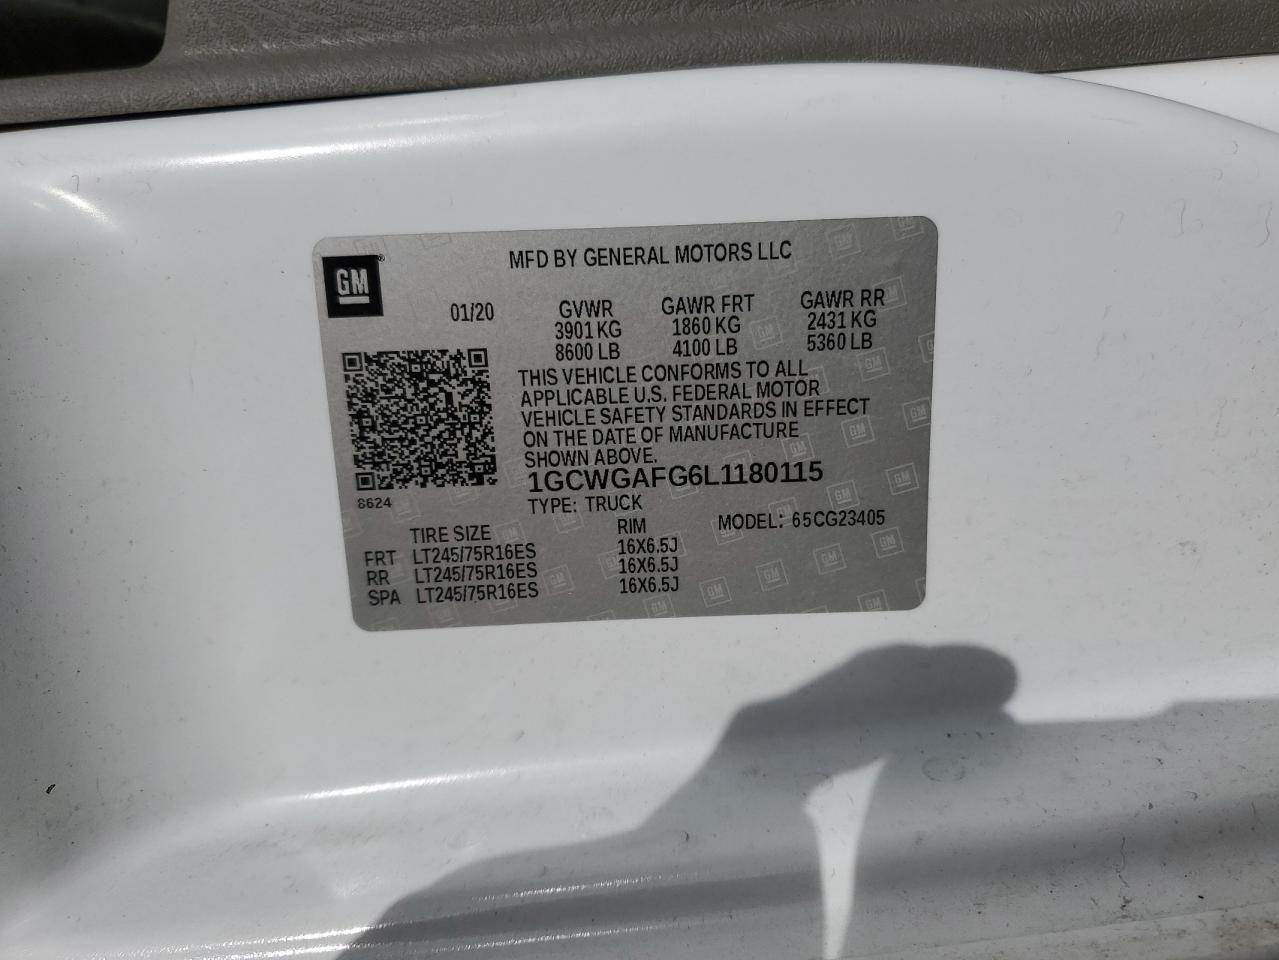 MFD BY GENERAL MOTORS LLC
GM®
01/20 GVWR GAWR FRT GAWR RR
3901 KG 1860 KG 2431 KG
8600 LB 4100 LB 5360 LB
THIS VEHICLE CONFORMS TO ALL
APPLICABLE U.S. FEDERAL MOTOR
VEHICLE SAFETY STANDARDS IN EFFECT
ON THE DATE OF MANUFACTURE
SHOWN ABOVE.
1GCWGAFG6L1180115
8624
TYPE: TRUCK
TIRE SIZE RIM MODEL: 65CG23405
FRT LT245/75R16ES 16X6.5J
RR LT245/75R16ES 16X6.5J
SPA LT245/75R16ES 16X6.5J